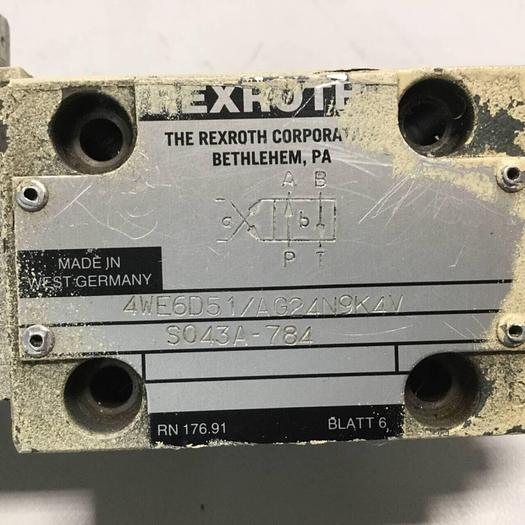 REXROTH
THE REXROTH CORPORAT
BETHLEHEM, PA
A B
a b
P T
MADE IN
WEST GERMANY
4WE6D51/AG24N9K4V
S043A-784
RN 176.91 BLATT 6